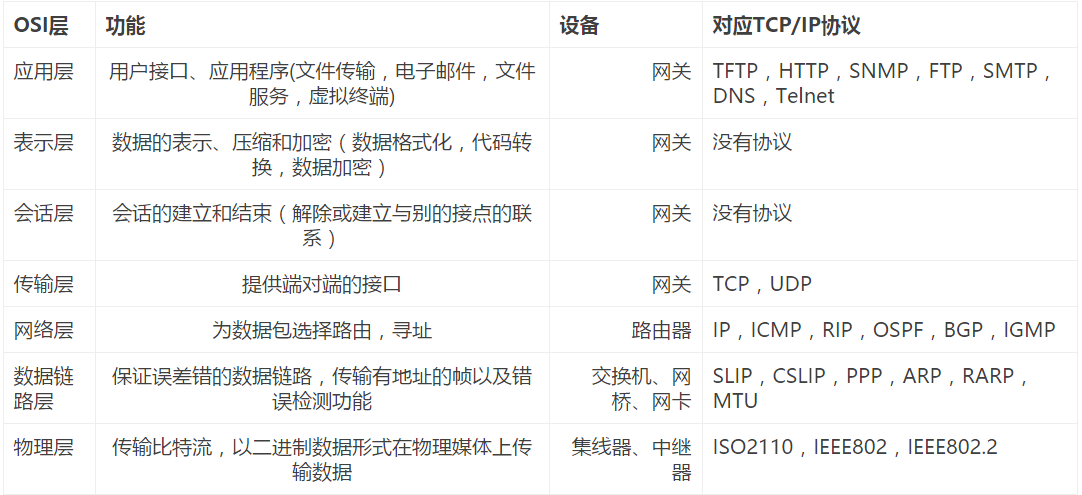 OSI层 功能 设备 对应TCP/IP协议
应用层 用户接口、应用程序(文件传输，电子邮件，文件 网关 TFTP，HTTP，SNMP，FTP，SMTP，
服务，虚拟终端) DNS，Telnet
表示层 数据的表示、压缩和加密（数据格式化，代码转 网关 没有协议
换，数据加密）
会话层 会话的建立和结束（解除或建立与别的接点的联 网关 没有协议
系）
传输层 提供端对端的接口 网关 TCP，UDP
网络层 为数据包选择路由，寻址 路由器 IP，ICMP，RIP，OSPF，BGP，IGMP
数据链 保证误差错的数据链路，传输有地址的帧以及错 交换机、网 SLIP，CSLIP，PPP，ARP，RARP，
路层 误检测功能 桥、网卡 MTU
物理层 传输比特流，以二进制数据形式在物理媒体上传 集线器、中继 ISO2110，IEEE802，IEEE802.2
输数据 器